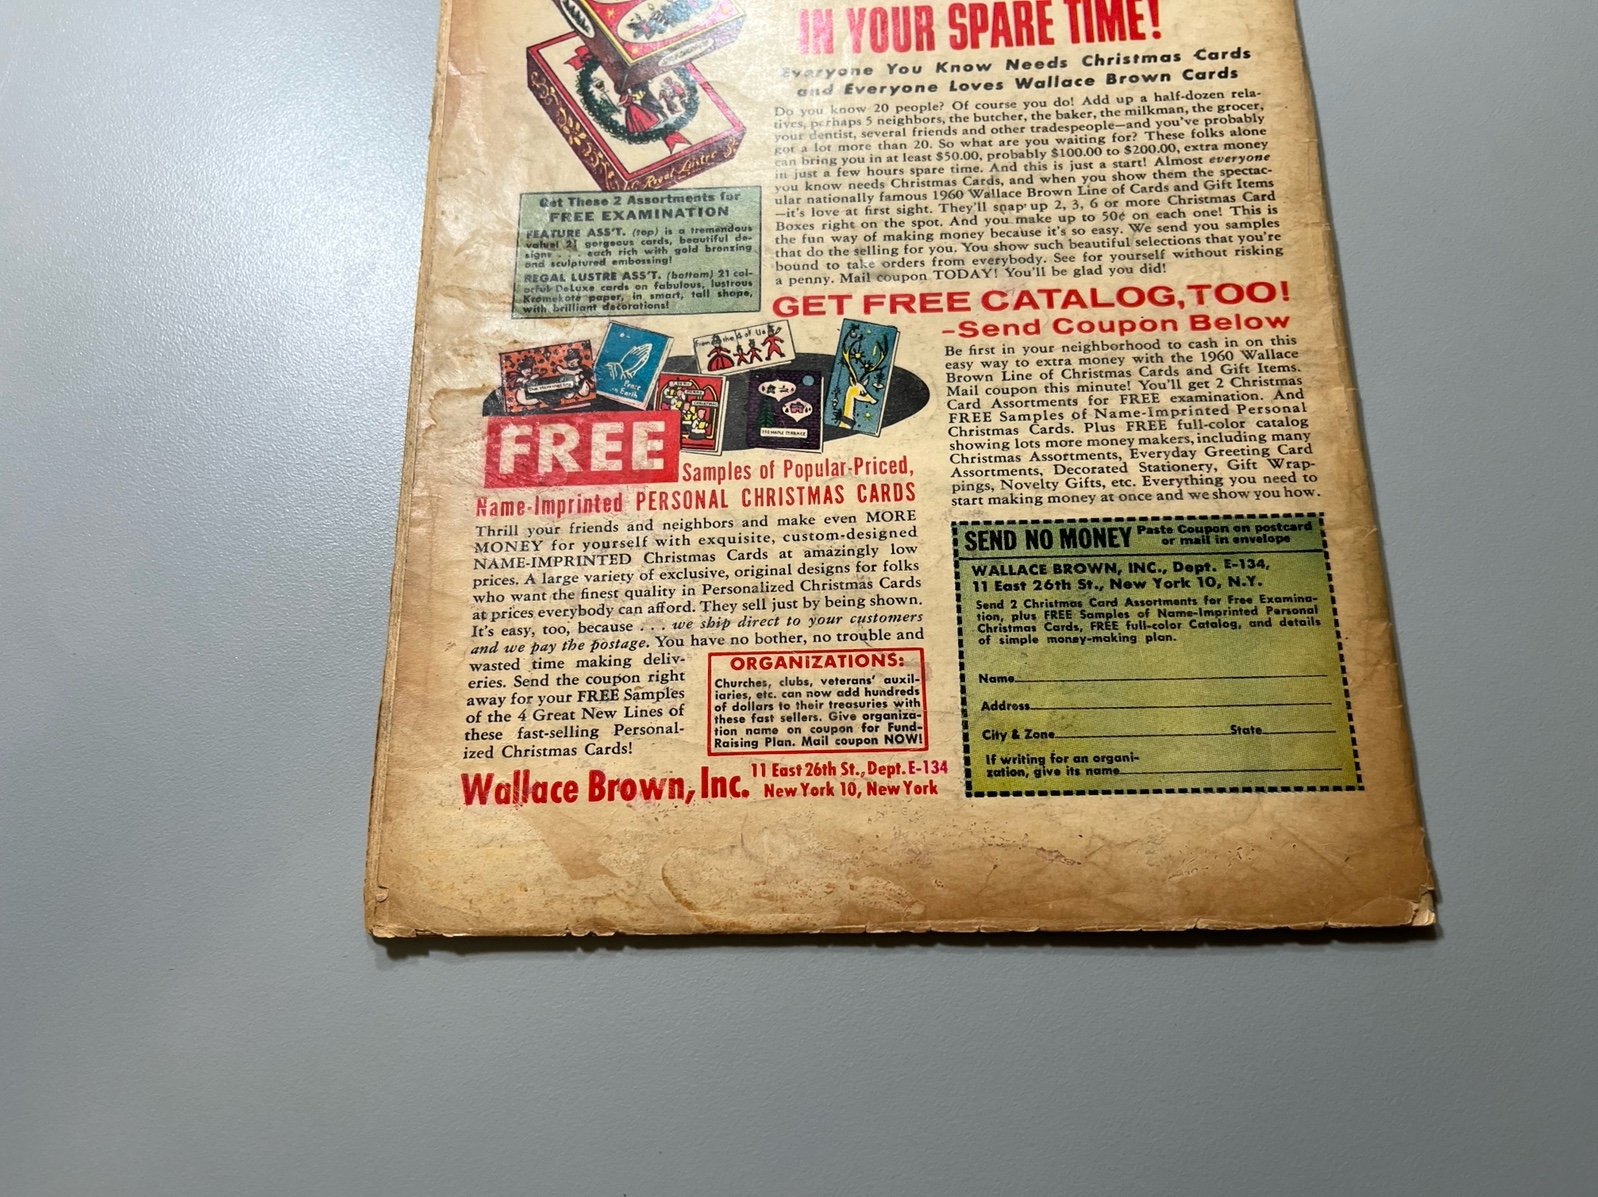 IN YOUR SPARE TIME!
Everyone You Know Needs Christmas Cards
and Everyone Loves Wallace Brown Cards
Do you know 20 people? Of course you do! Add up a half-dozen rela-
tives, perhaps 5 neighbors, the butcher, the baker, the milkman, the grocer,
your dentist, several friends and other tradespeople—and you've probably
got a lot more than 20. So what are you waiting for? These folks alone
can bring you in at least $50.00, probably $100.00 to $200.00, extra money
in just a few hours spare time. And this is just a start! Almost everyone
you know needs Christmas Cards, and when you show them the spectac-
ular nationally famous 1960 Wallace Brown Line of Cards and Gift Items
—it's love at first sight. They'll snap up 2, 3, 6 or more Christmas Card
Boxes right on the spot. And you make up to 50¢ on each one! This is
the fun way of making money because it's so easy. We send you samples
that do the selling for you. You show such beautiful selections that you're
bound to take orders from everybody. See for yourself without risking
a penny. Mail coupon TODAY! You'll be glad you did!
Regal Lustre
Get These 2 Assortments for
FREE EXAMINATION
FEATURE ASS'T. (top) is a tremendous
value! 21 gorgeous cards, beautiful de-
signs . . . each rich with gold bronzing
and sculptured embossing!
REGAL LUSTRE ASS'T. (bottom) 21 col-
orful DeLuxe cards on fabulous, lustrous
Kromekote paper, in smart, tall shape,
with brilliant decorations!
GET FREE CATALOG, TOO!
–Send Coupon Below
Be first in your neighborhood to cash in on this
easy way to extra money with the 1960 Wallace
Brown Line of Christmas Cards and Gift Items.
Mail coupon this minute! You'll get 2 Christmas
Card Assortments for FREE examination. And
FREE Samples of Name-Imprinted Personal
Christmas Cards. Plus FREE full-color catalog
showing lots more money makers, including many
Christmas Assortments, Everyday Greeting Card
Assortments, Decorated Stationery, Gift Wrap-
pings, Novelty Gifts, etc. Everything you need to
start making money at once and we show you how.
Peace
on Earth
From the 4 of Us
FREE
Samples of Popular-Priced,
Name-Imprinted PERSONAL CHRISTMAS CARDS
Thrill your friends and neighbors and make even MORE
MONEY for yourself with exquisite, custom-designed
NAME-IMPRINTED Christmas Cards at amazingly low
prices. A large variety of exclusive, original designs for folks
who want the finest quality in Personalized Christmas Cards
at prices everybody can afford. They sell just by being shown.
It's easy, too, because . . . we ship direct to your customers
and we pay the postage. You have no bother, no trouble and
wasted time making deliv-
eries. Send the coupon right
away for your FREE Samples
of the 4 Great New Lines of
these fast-selling Personal-
ized Christmas Cards!
ORGANIZATIONS:
Churches, clubs, veterans' auxil-
iaries, etc. can now add hundreds
of dollars to their treasuries with
these fast sellers. Give organiza-
tion name on coupon for Fund-
Raising Plan. Mail coupon NOW!
Wallace Brown, Inc.
11 East 26th St., Dept. E-134
New York 10, New York
SEND NO MONEY
Paste Coupon on postcard
or mail in envelope
WALLACE BROWN, INC., Dept. E-134,
11 East 26th St., New York 10, N.Y.
Send 2 Christmas Card Assortments for Free Examina-
tion, plus FREE Samples of Name-Imprinted Personal
Christmas Cards, FREE full-color Catalog, and details
of simple money-making plan.
Name
Address
City & Zone State
If writing for an organi-
zation, give its name